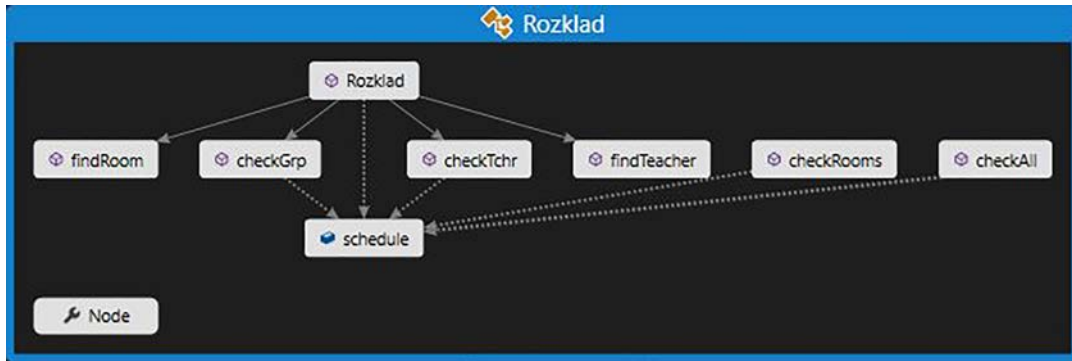 Rozklad
Rozklad
findRoom
checkGrp
checkTchr
findTeacher
checkRooms
checkAll
schedule
Node